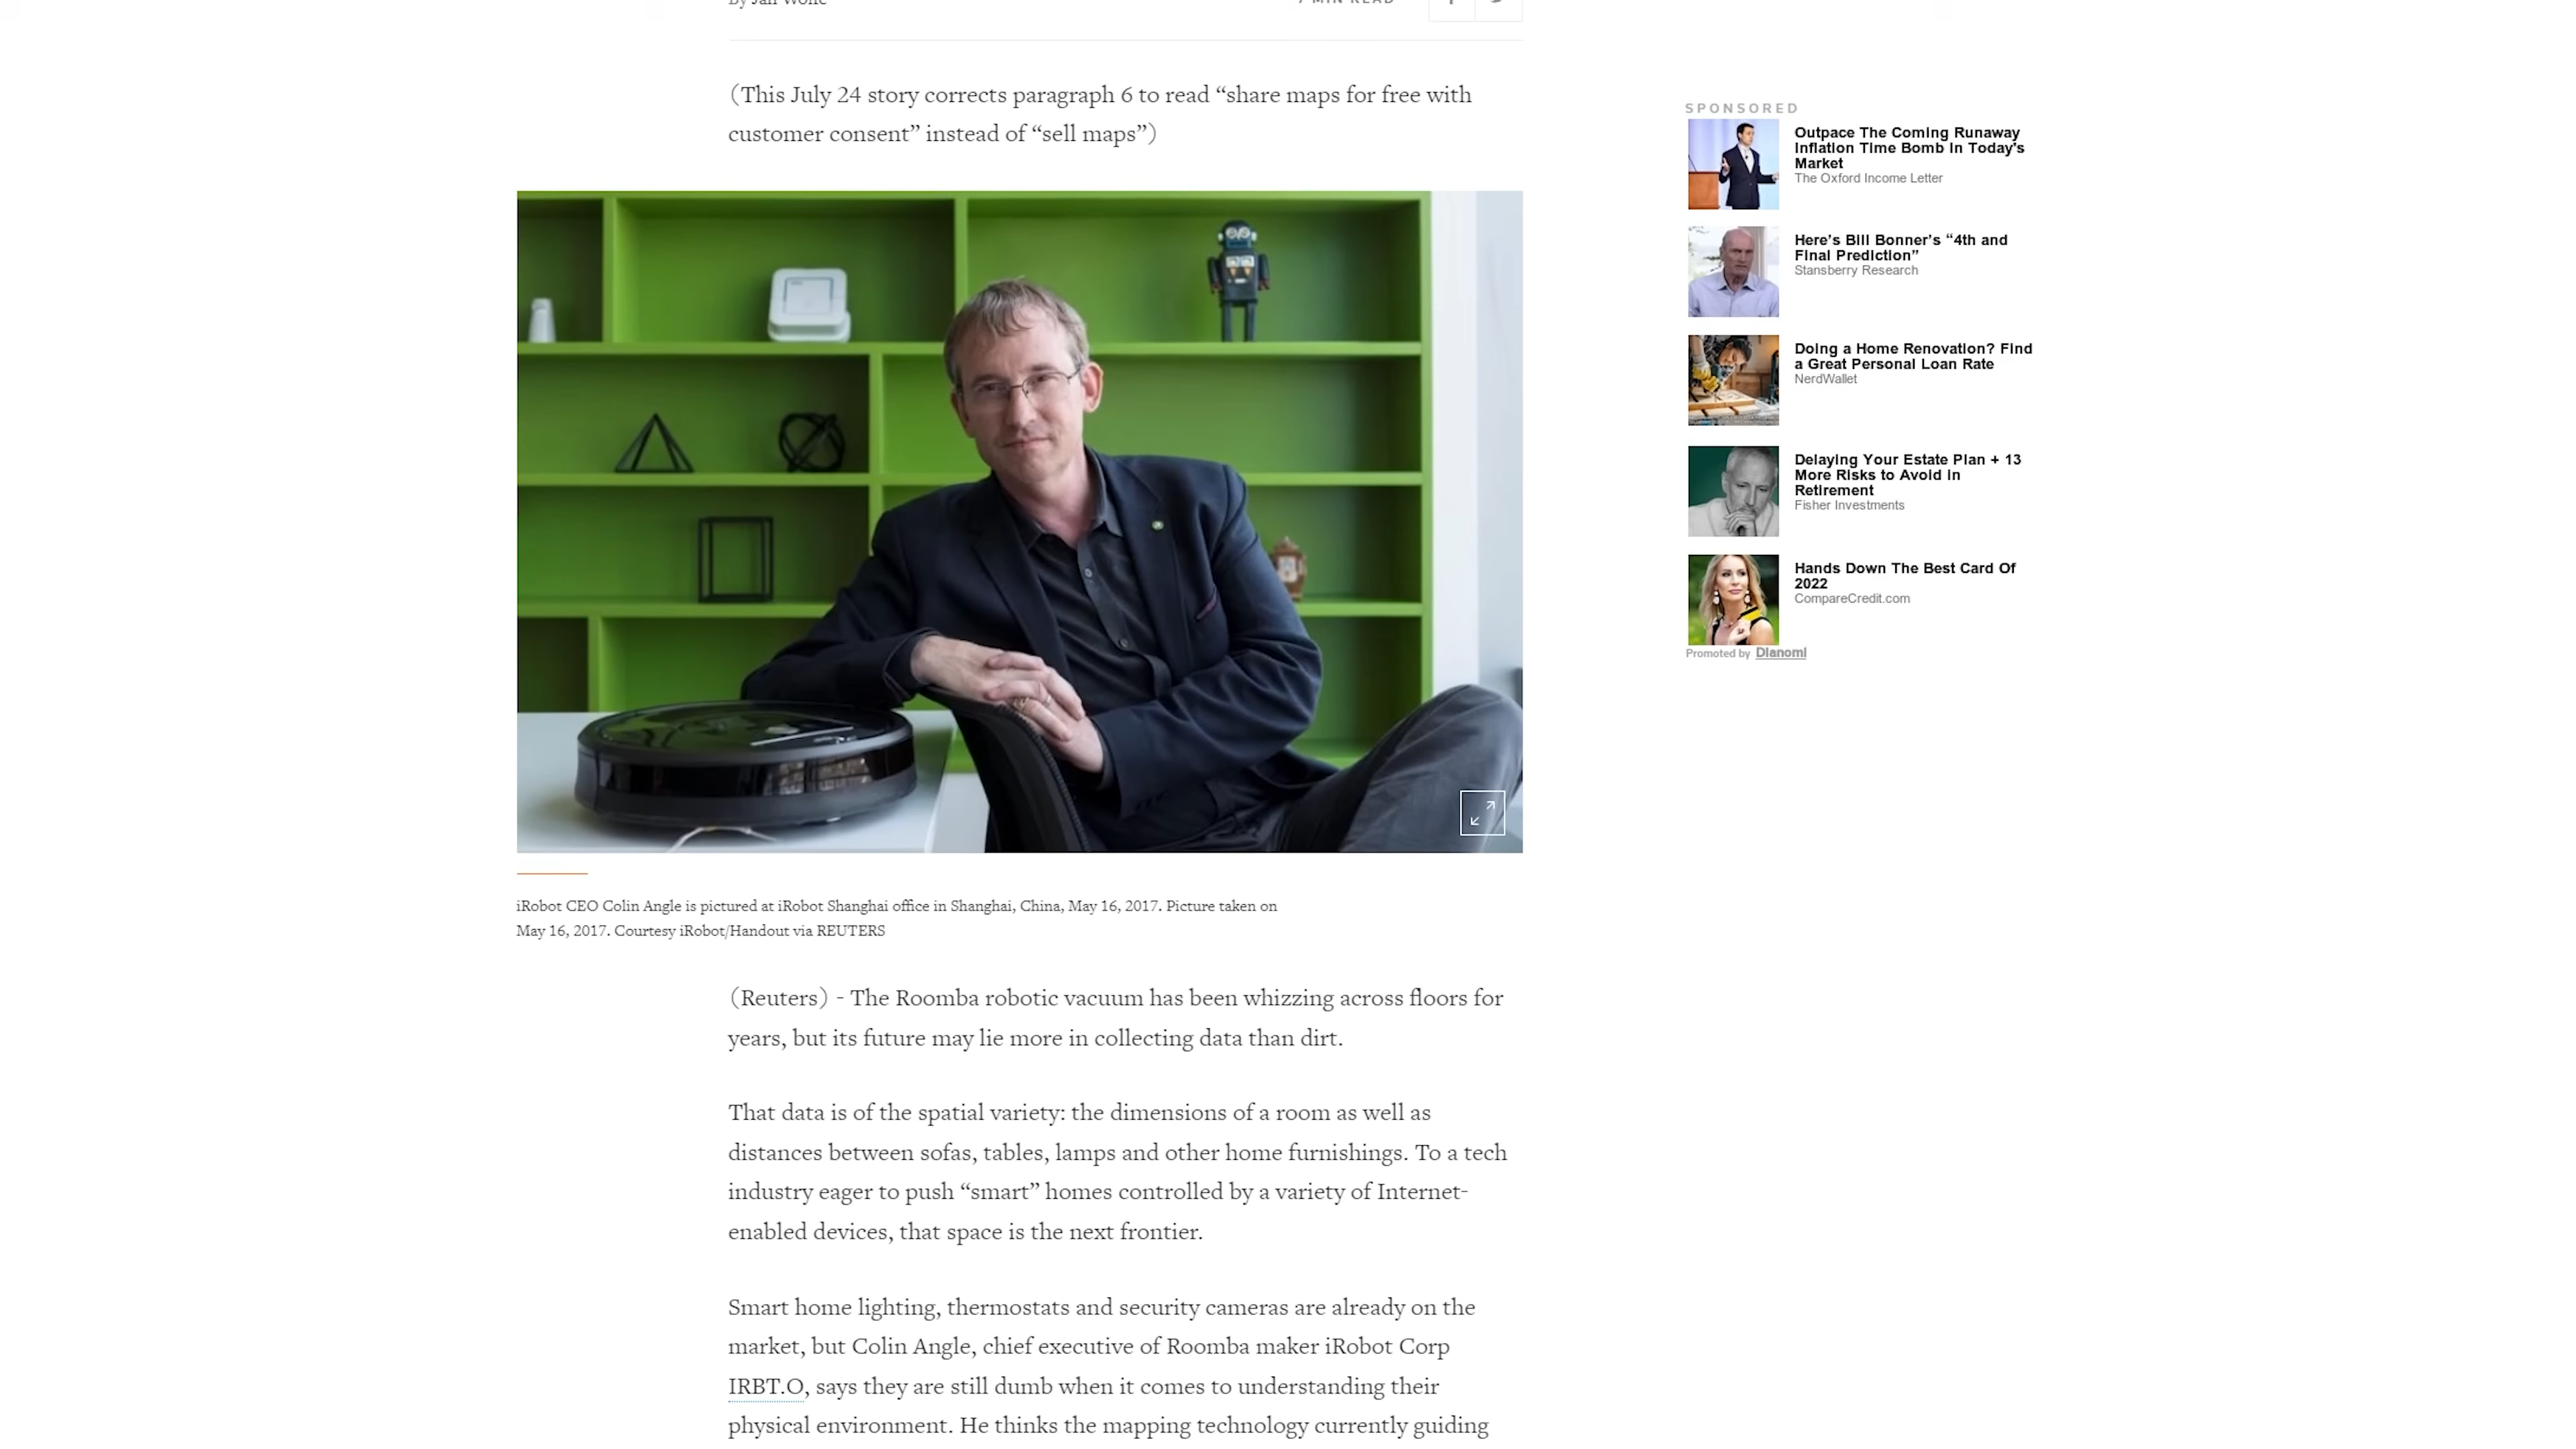 (This July 24 story corrects paragraph 6 to read “share maps for free with
customer consent” instead of “sell maps”)
iRobot CEO Colin Angle is pictured at iRobot Shanghai office in Shanghai, China, May 16, 2017. Picture taken on
May 16, 2017. Courtesy iRobot/Handout via REUTERS
(Reuters) - The Roomba robotic vacuum has been whizzing across floors for
years, but its future may lie more in collecting data than dirt.
That data is of the spatial variety: the dimensions of a room as well as
distances between sofas, tables, lamps and other home furnishings. To a tech
industry eager to push “smart” homes controlled by a variety of Internet-
enabled devices, that space is the next frontier.
Smart home lighting, thermostats and security cameras are already on the
market, but Colin Angle, chief executive of Roomba maker iRobot Corp
IRBT.O, says they are still dumb when it comes to understanding their
physical environment. He thinks the mapping technology currently guiding
SPONSORED
Outpace The Coming Runaway
Inflation Time Bomb in Today's
Market
The Oxford Income Letter
Here's Bill Bonner's “4th and
Final Prediction”
Stansberry Research
Doing a Home Renovation? Find
a Great Personal Loan Rate
NerdWallet
Delaying Your Estate Plan + 13
More Risks to Avoid in
Retirement
Fisher Investments
Hands Down The Best Card Of
2022
CompareCredit.com
Promoted by Dianomi